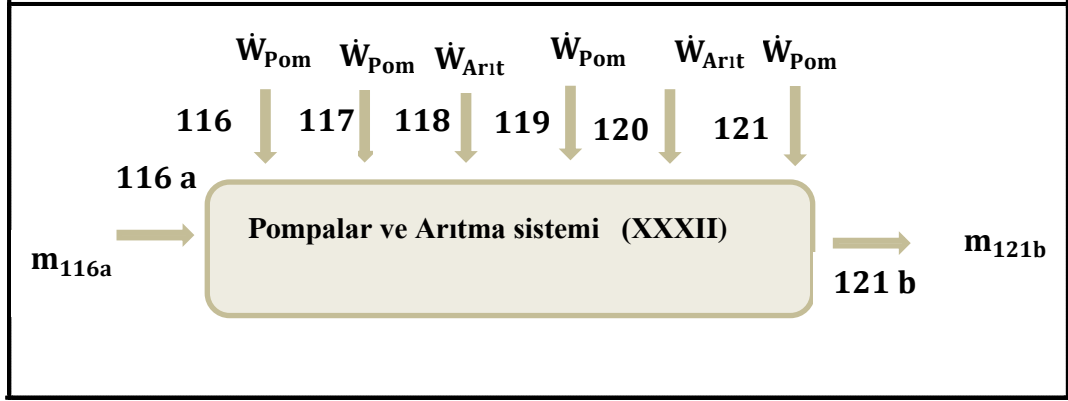 Ẇ_Pom Ẇ_Pom Ẇ_Arıt Ẇ_Pom Ẇ_Arıt Ẇ_Pom
116 117 118 119 120 121
116 a
Pompalar ve Arıtma sistemi (XXXII)
m_116a
m_121b
121 b